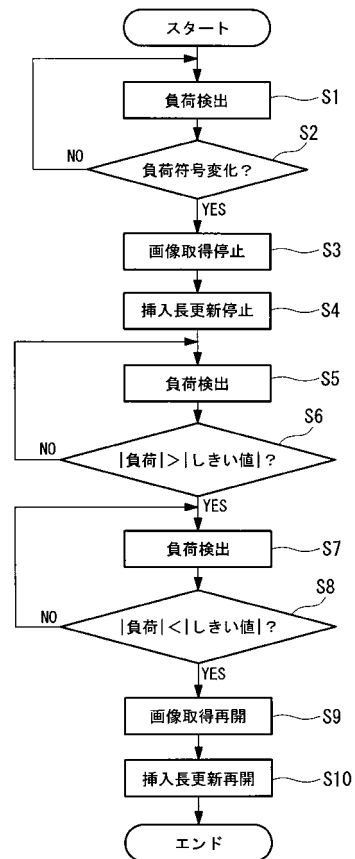 スタート
負荷検出
S1
負荷符号変化？
S2
NO
YES
画像取得停止
S3
挿入長更新停止
S4
負荷検出
S5
|負荷|>|しきい値|？
S6
NO
YES
負荷検出
S7
|負荷|<|しきい値|？
S8
NO
YES
画像取得再開
S9
挿入長更新再開
S10
エンド